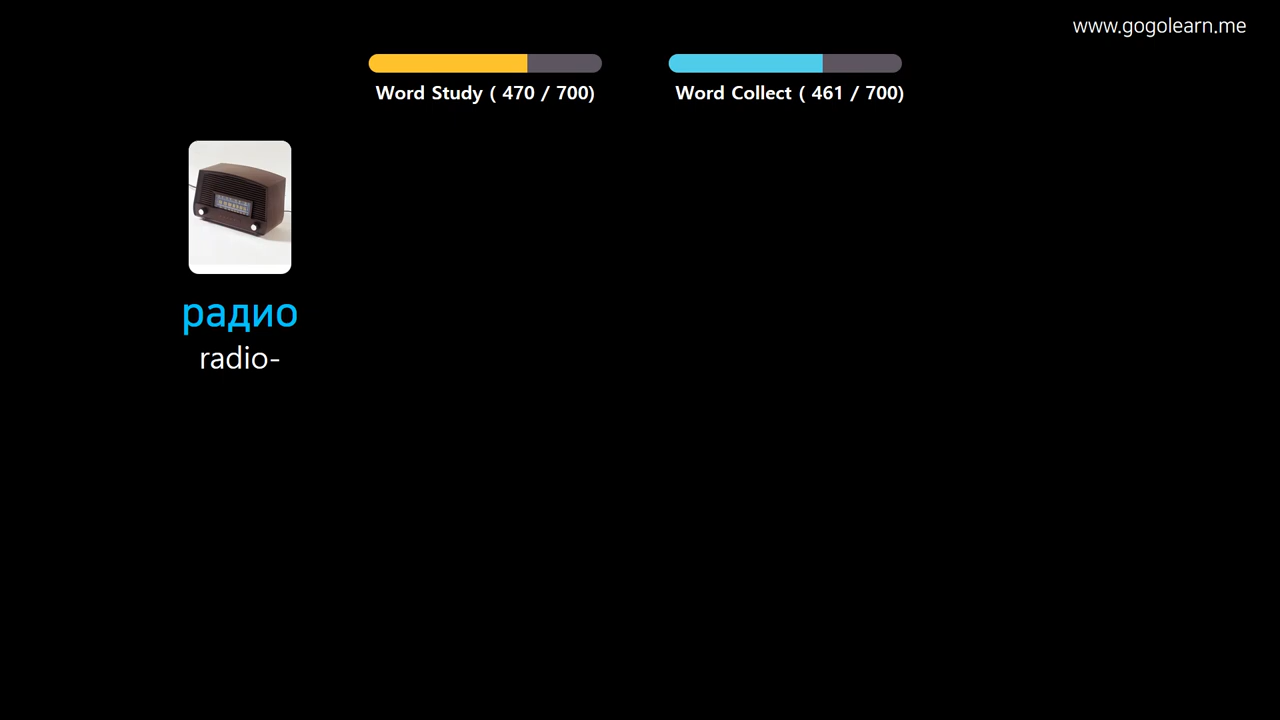 www.gogolearn.me
Word Study ( 470 / 700)
Word Collect ( 461 / 700)
радио
radio-